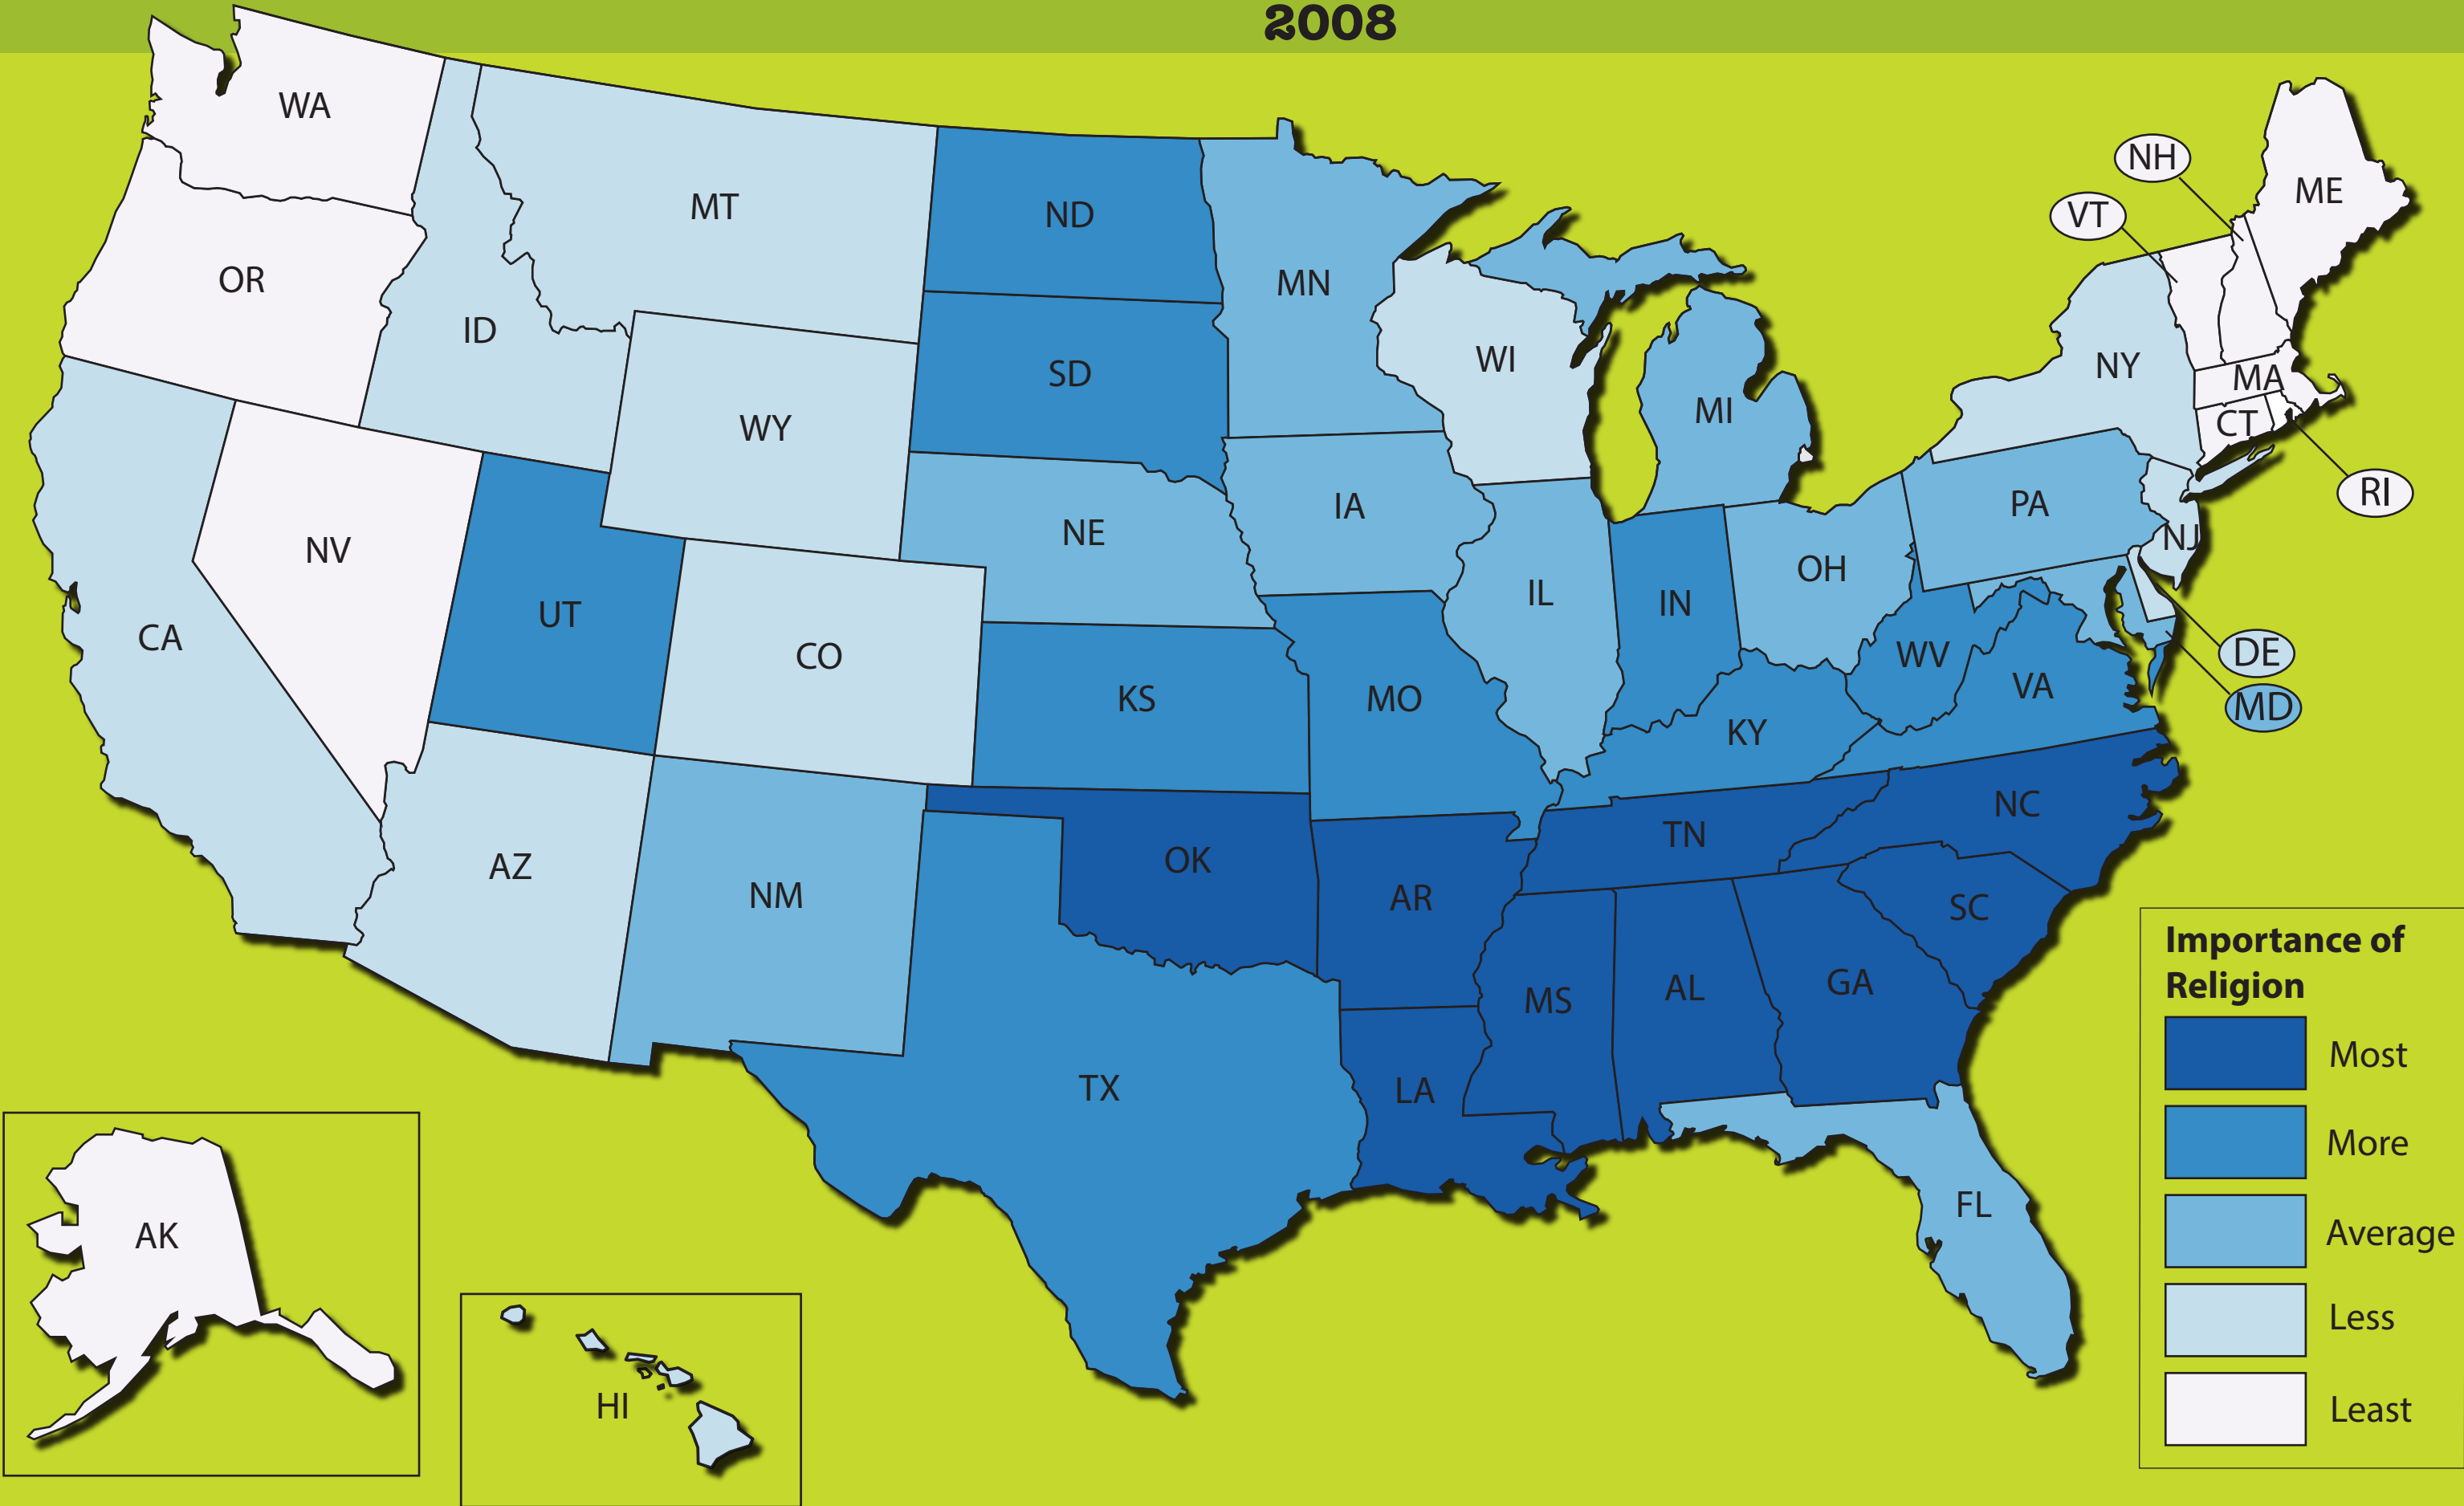 2008
WA
MT
ND
MN
OR
ID
WY
SD
WI
MI
NH
VT
ME
NY
MA
CT
RI
NV
UT
CA
CO
NE
IA
IL
IN
OH
PA
NJ
DE
MD
KS
MO
KY
WV
VA
AZ
NM
OK
AR
TN
NC
SC
TX
LA
MS
AL
GA
FL
AK
HI
Importance of
Religion
Most
More
Average
Less
Least